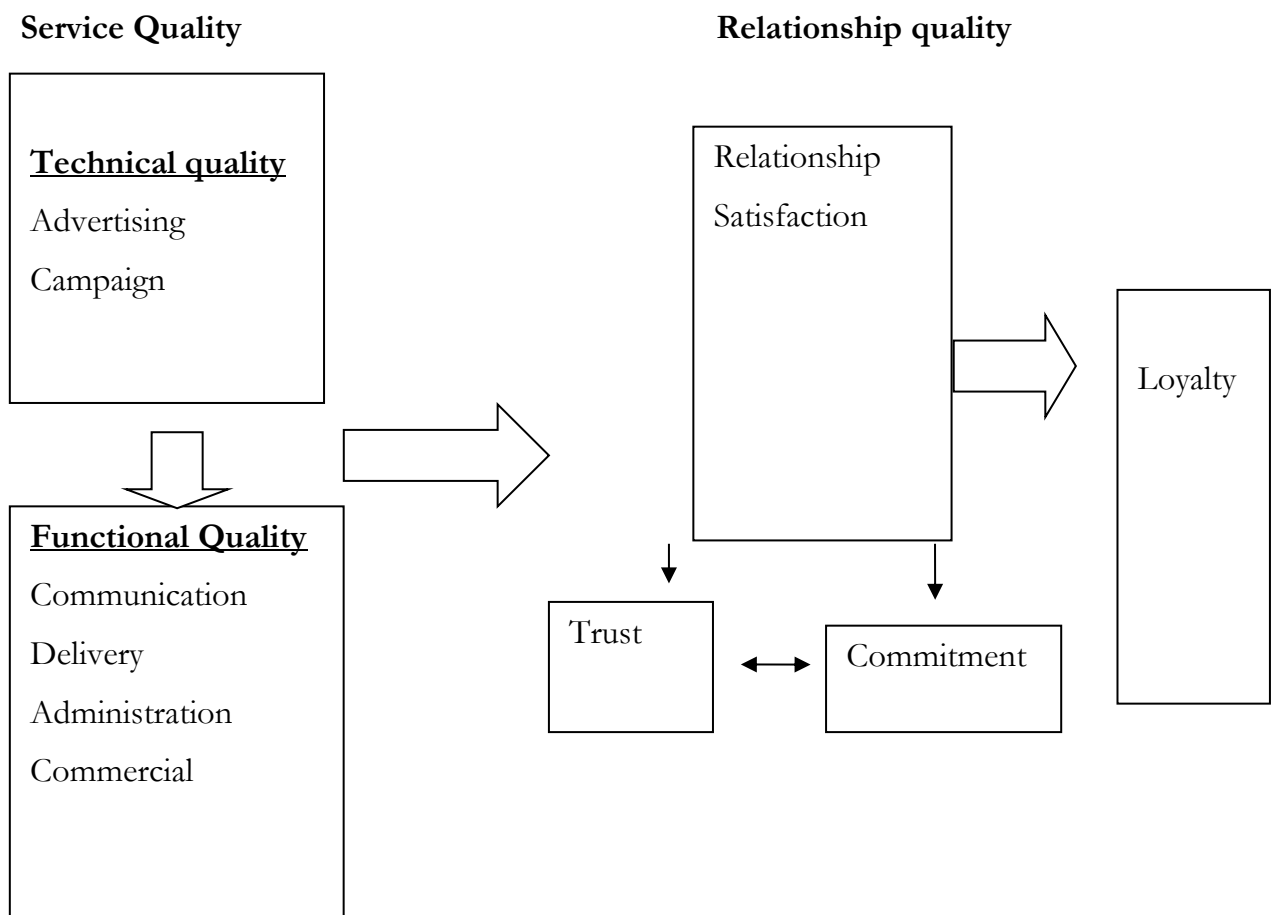 Service Quality
Relationship quality
Technical quality
Advertising
Campaign
Functional Quality
Communication
Delivery
Administration
Commercial
Relationship
Satisfaction
Trust
Commitment
Loyalty